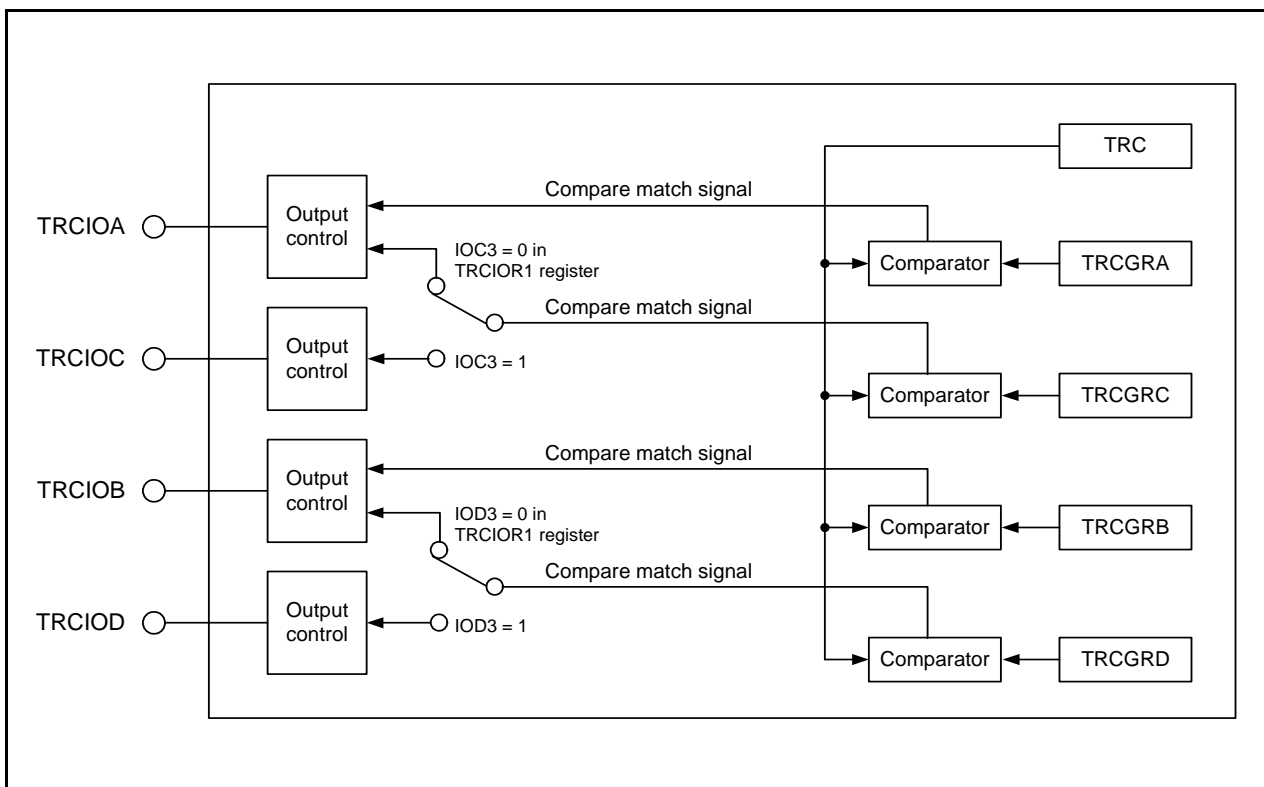 TRC
Compare match signal
TRCIOA
Output
control
IOC3 = 0 in
TRCIOR1 register
Comparator
TRCGRA
Compare match signal
TRCIOC
Output
control
IOC3 = 1
Comparator
TRCGRC
Compare match signal
TRCIOB
Output
control
IOD3 = 0 in
TRCIOR1 register
Comparator
TRCGRB
Compare match signal
TRCIOD
Output
control
IOD3 = 1
Comparator
TRCGRD